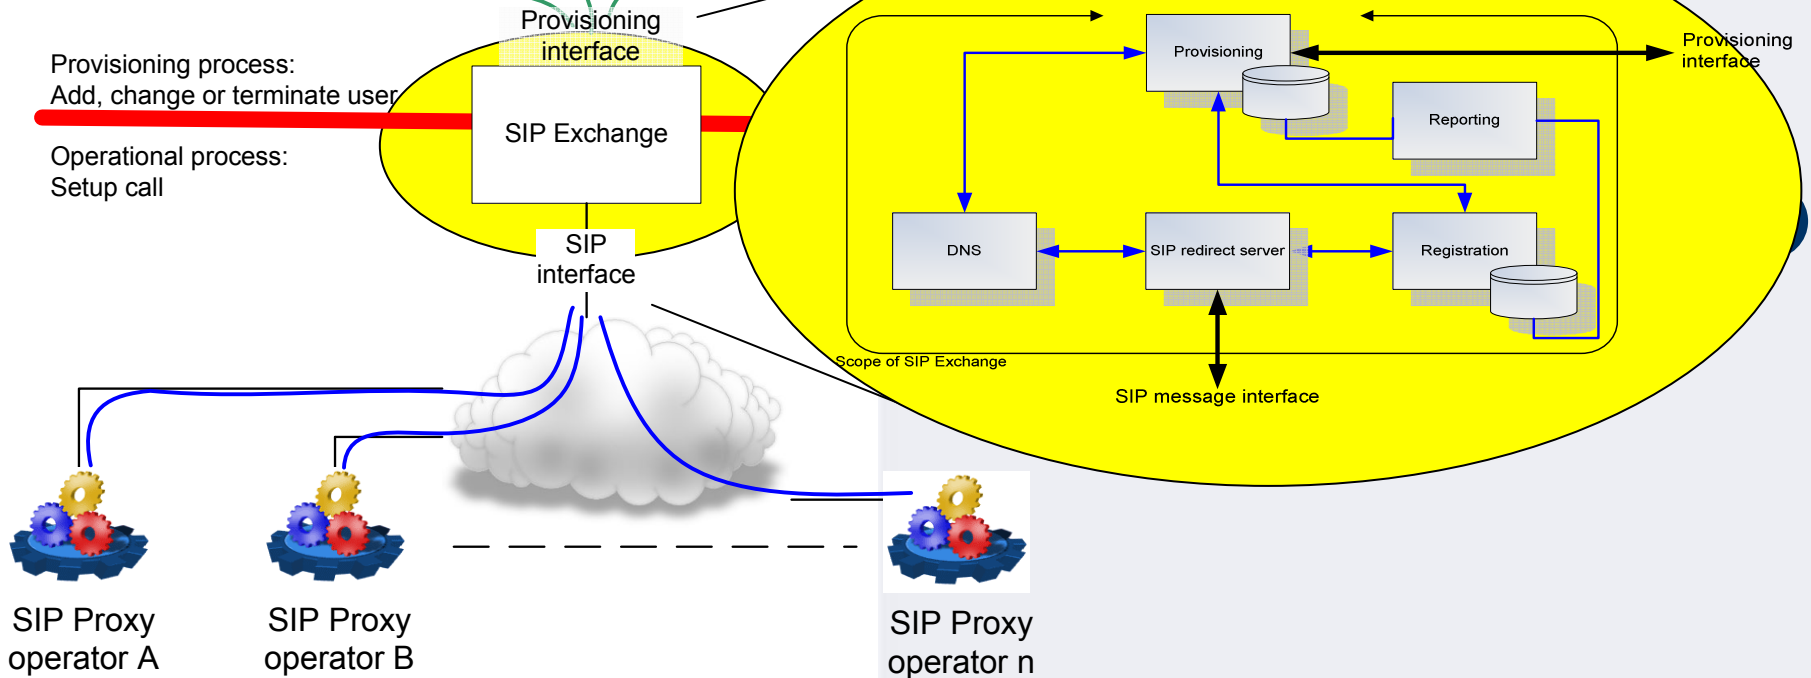 Provisioning
interface
Provisioning process:
Add, change or terminate user
SIP Exchange
Operational process:
Setup call
SIP
interface
Provisioning
Provisioning
interface
Reporting
DNS
SIP redirect server
Registration
Scope of SIP Exchange
SIP message interface
SIP Proxy
operator A
SIP Proxy
operator B
SIP Proxy
operator n